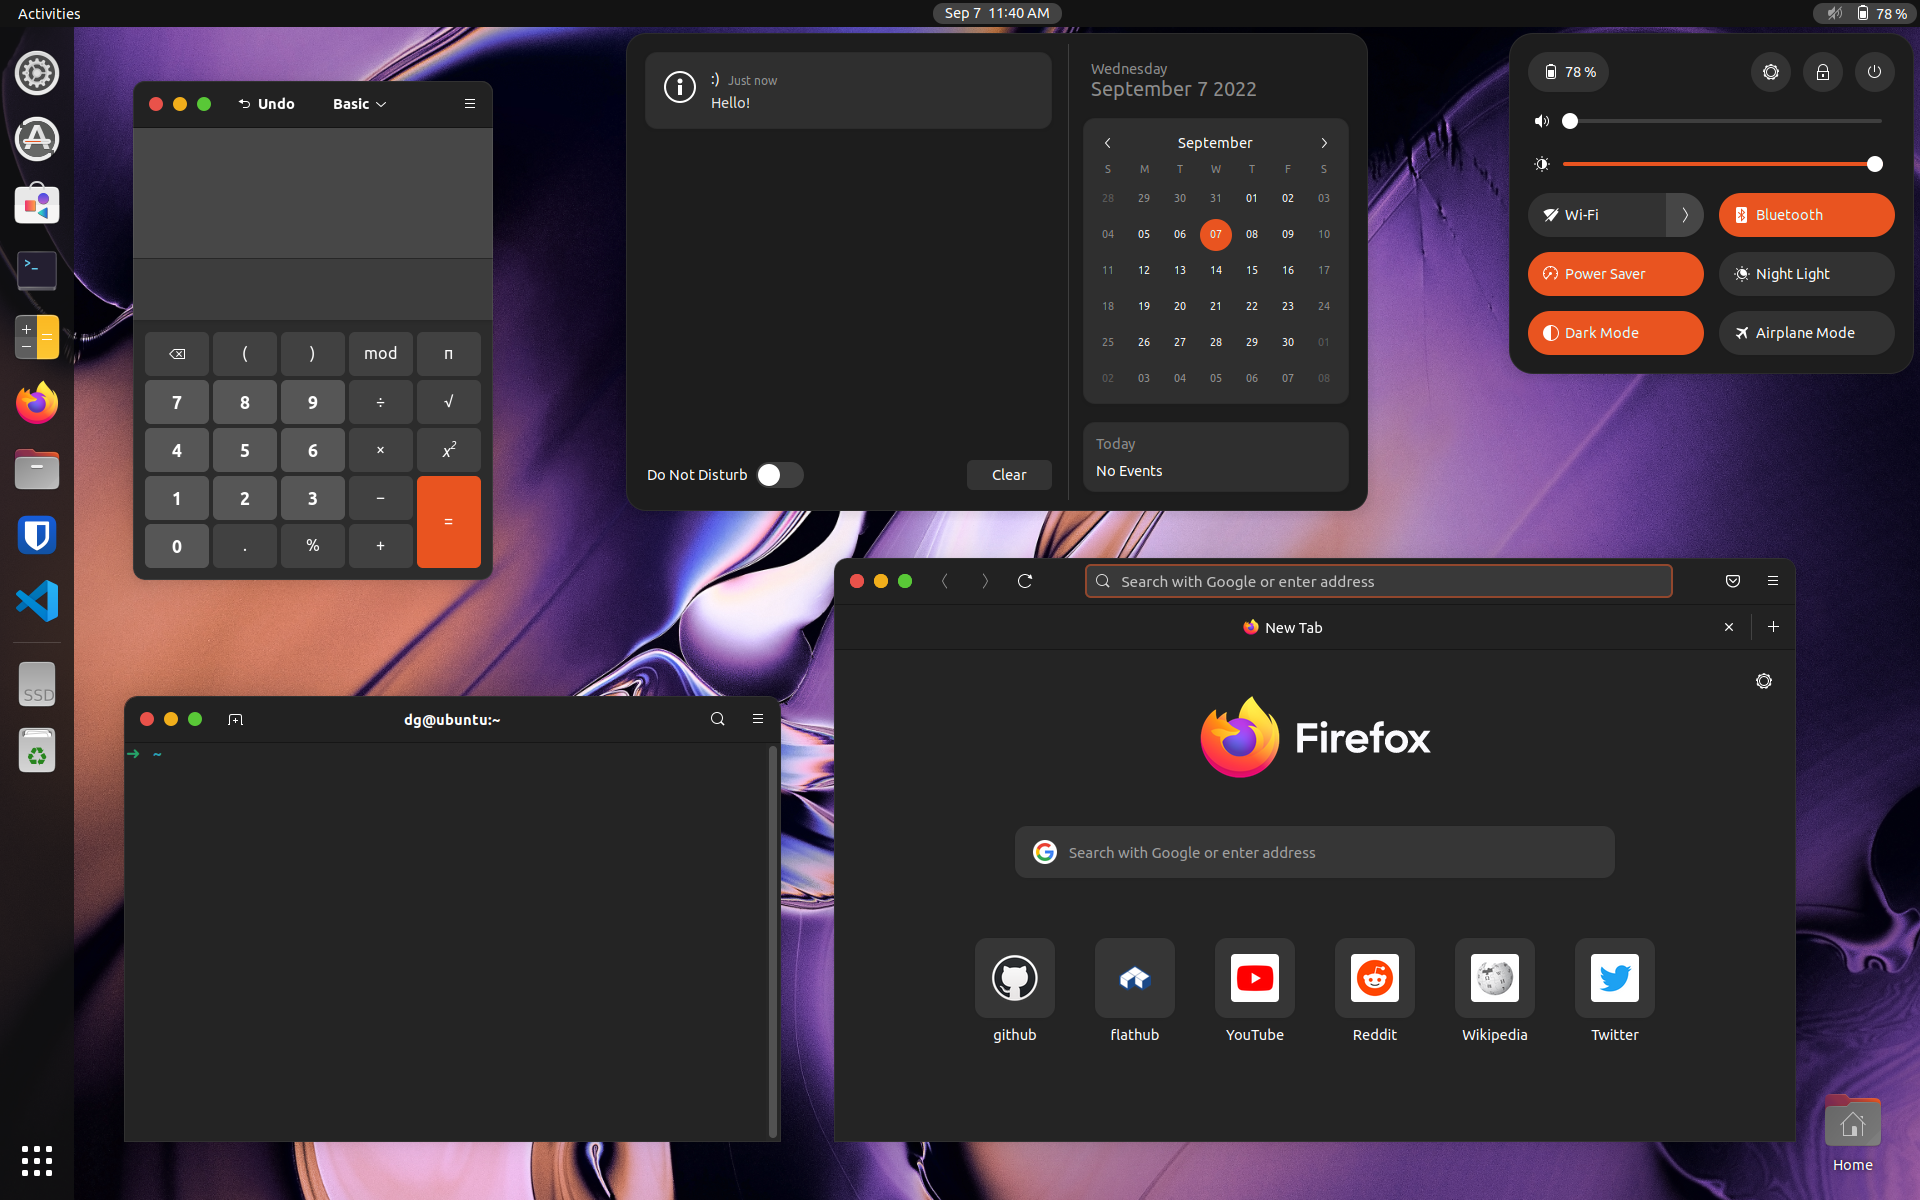 Activities
Sep 7 11:40 AM
78 %
Undo
Basic
( ) mod π
7 8 9 ÷ √
4 5 6 × x²
1 2 3 −
=
0 . % +
:) Just now
Hello!
Do Not Disturb
Clear
Wednesday
September 7 2022
September
S M T W T F S
28 29 30 31 01 02 03
04 05 06 07 08 09 10
11 12 13 14 15 16 17
18 19 20 21 22 23 24
25 26 27 28 29 30 01
02 03 04 05 06 07 08
Today
No Events
78 %
Wi-Fi
Bluetooth
Power Saver
Night Light
Dark Mode
Airplane Mode
>_
+ =
−
SSD
dg@ubuntu:~
➜ ~
Search with Google or enter address
New Tab
Firefox
Search with Google or enter address
github
flathub
YouTube
Reddit
Wikipedia
Twitter
Home